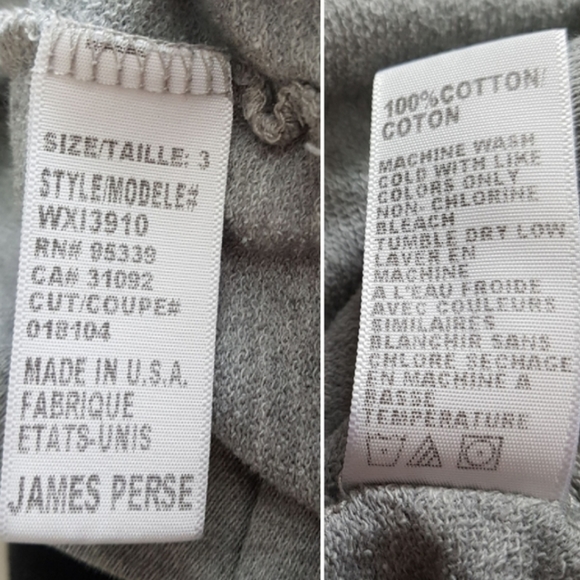 SIZE/TAILLE: 3
STYLE/MODELE#
WXI3910
RN# 95339
CA# 31092
CUT/COUPE#
018104
MADE IN U.S.A.
FABRIQUE
ETATS-UNIS
JAMES PERSE
100%COTTON/
COTON
MACHINE WASH
COLD WITH LIKE
COLORS ONLY
NON-CHLORINE
BLEACH
TUMBLE DRY LOW
LAVER EN
MACHINE
A L'EAU FROIDE
AVEC COULEURS
SIMILAIRES
BLANCHIR SANS
CHLORE SECHAGE
EN MACHINE A
BASSE
TEMPERATURE